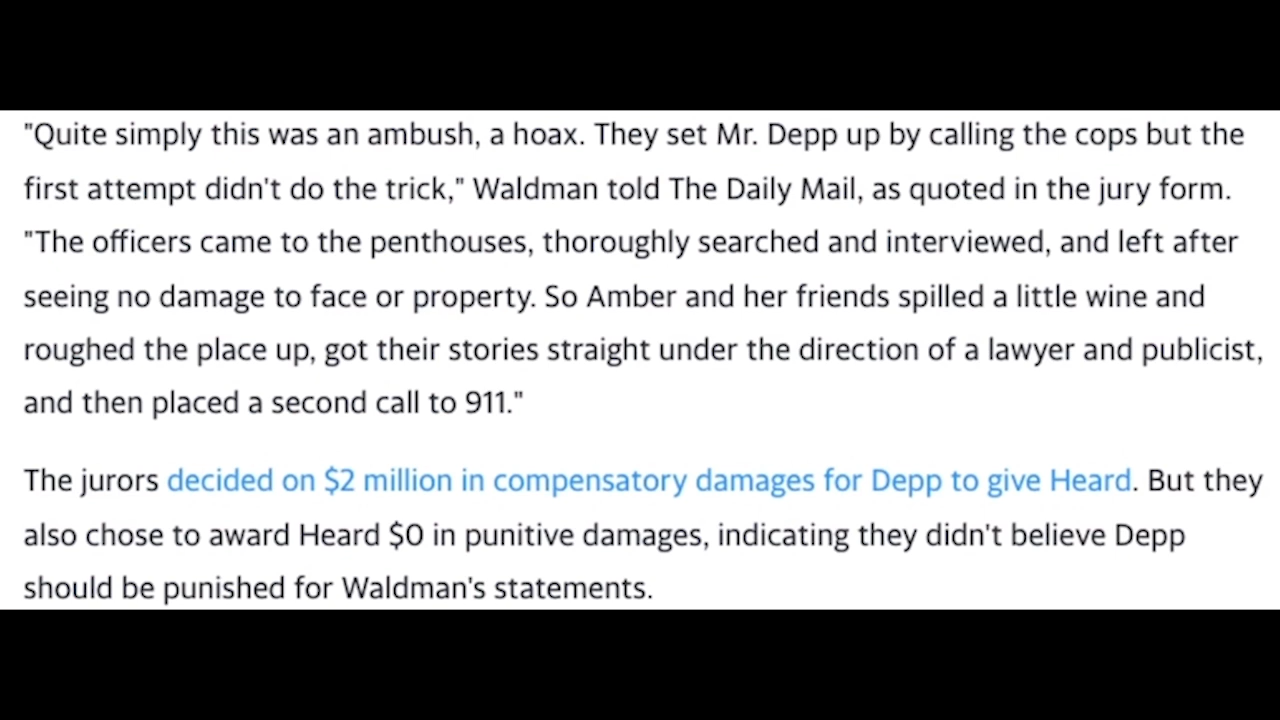 "Quite simply this was an ambush, a hoax. They set Mr. Depp up by calling the cops but the
first attempt didn't do the trick," Waldman told The Daily Mail, as quoted in the jury form.
"The officers came to the penthouses, thoroughly searched and interviewed, and left after
seeing no damage to face or property. So Amber and her friends spilled a little wine and
roughed the place up, got their stories straight under the direction of a lawyer and publicist,
and then placed a second call to 911."
The jurors decided on $2 million in compensatory damages for Depp to give Heard. But they
also chose to award Heard $0 in punitive damages, indicating they didn't believe Depp
should be punished for Waldman's statements.